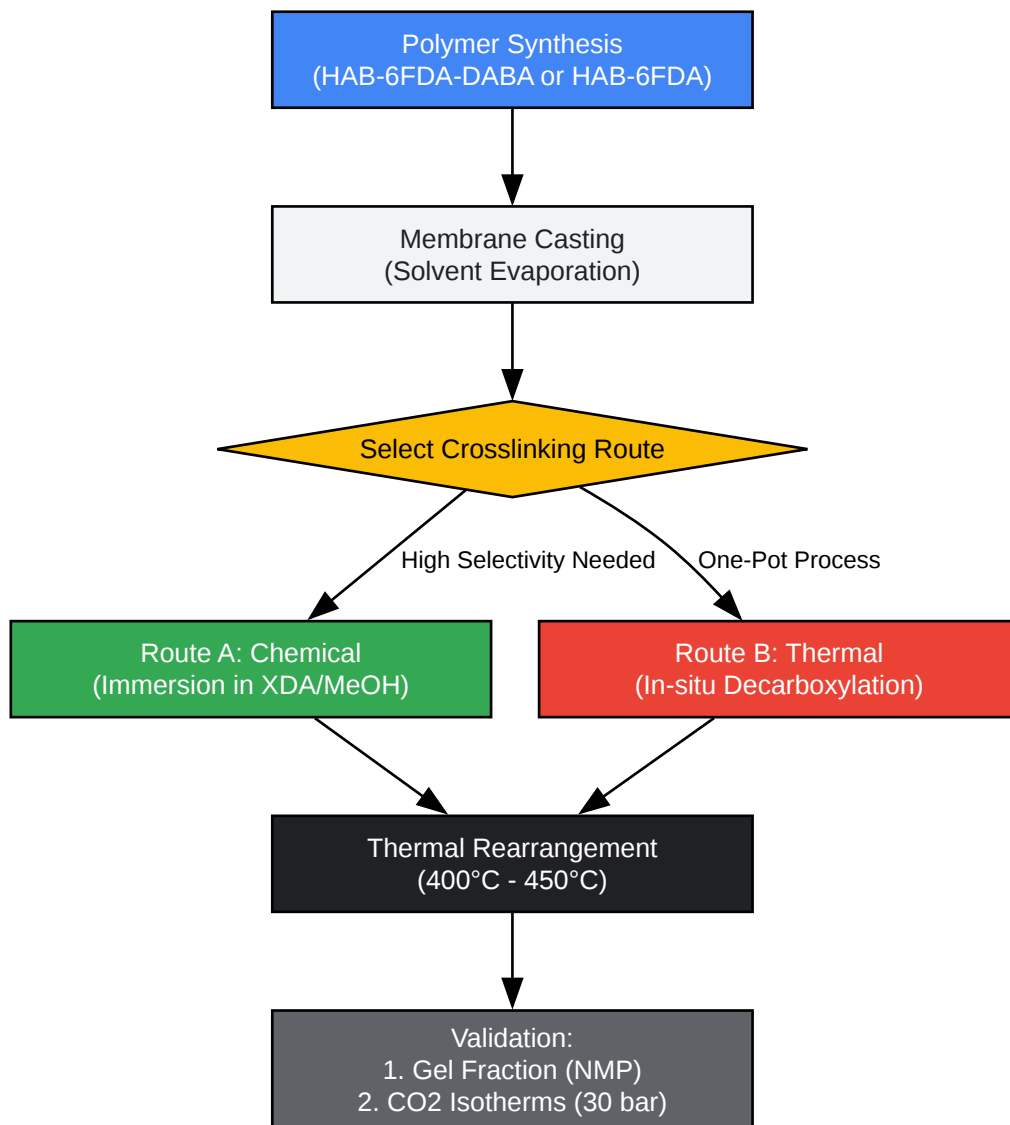 Polymer Synthesis
(HAB-6FDA-DABA or HAB-6FDA)
Membrane Casting
(Solvent Evaporation)
Select Crosslinking Route
High Selectivity Needed
One-Pot Process
Route A: Chemical
(Immersion in XDA/MeOH)
Route B: Thermal
(In-situ Decarboxylation)
Thermal Rearrangement
(400°C - 450°C)
Validation:
1. Gel Fraction (NMP)
2. CO2 Isotherms (30 bar)